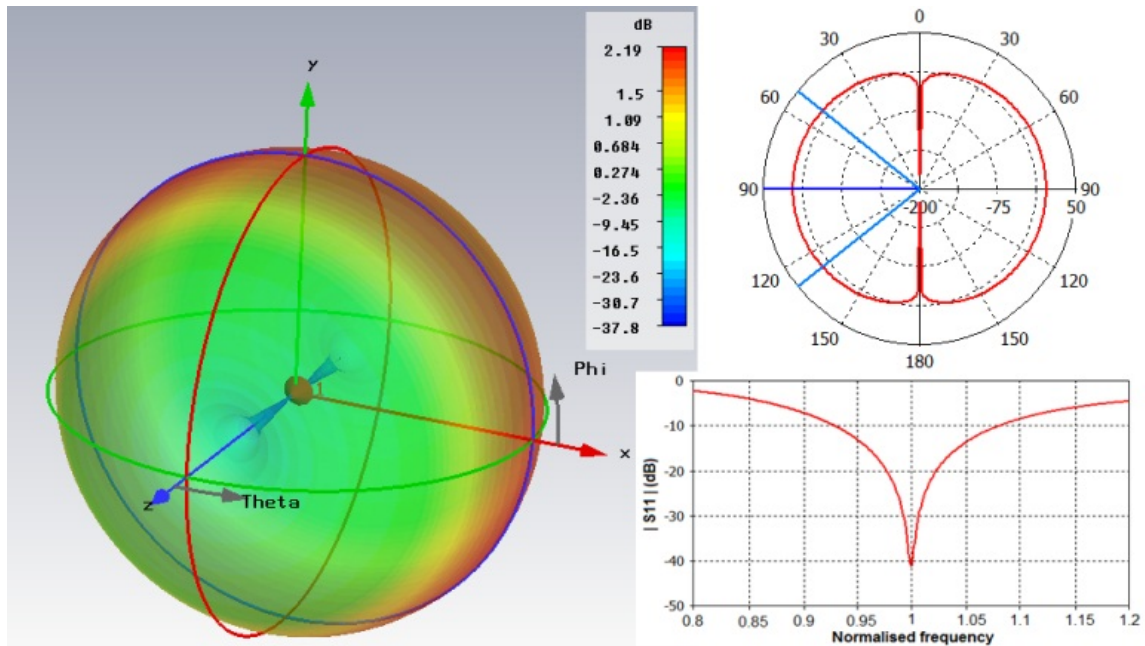 dB
2.19
1.5
1.09
0.684
0.274
-2.36
-9.45
-16.5
-23.6
-30.7
-37.8
y
Phi
x
z
Theta
1
0
30 30
60 60
90 -200 -75 90
50
120 120
150 150
180
| S11 | (dB)
0
-10
-20
-30
-40
-50
0.8 0.85 0.9 0.95 1 1.05 1.1 1.15 1.2
Normalised frequency